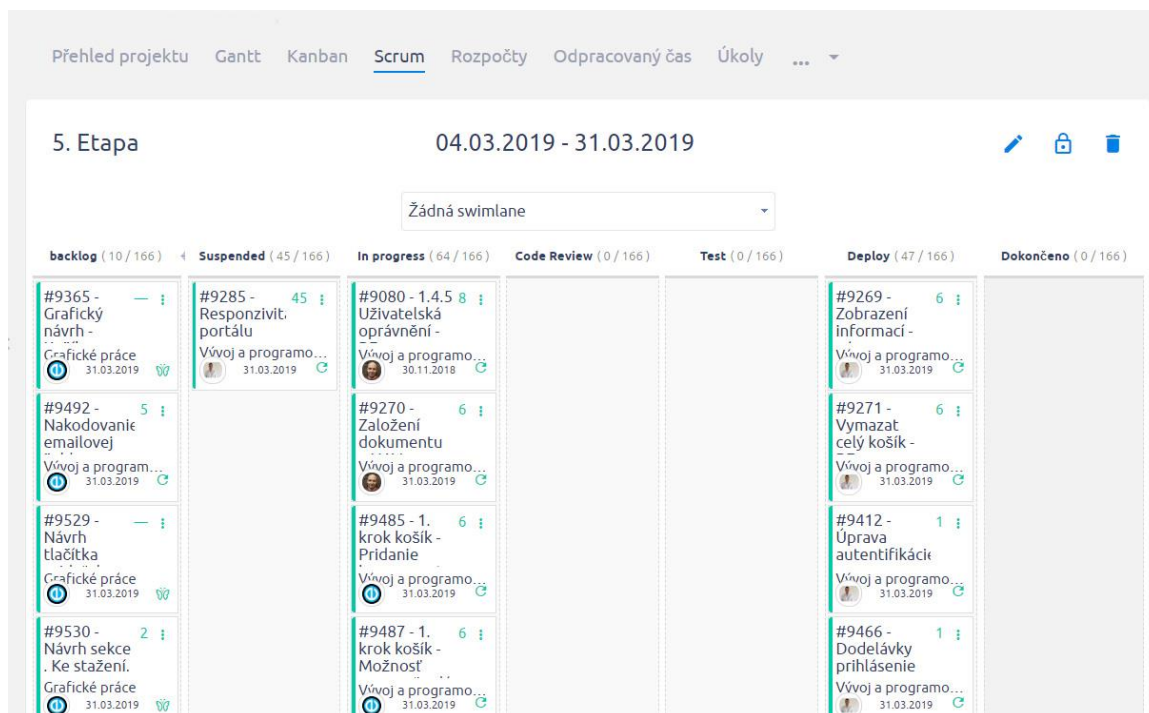 Přehled projektu Gantt Kanban Scrum Rozpočty Odpracovaný čas Úkoly ...
5. Etapa 04.03.2019 - 31.03.2019
Žádná swimlane
backlog ( 10 / 166 ) Suspended ( 45 / 166 ) In progress ( 64 / 166 ) Code Review ( 0 / 166 ) Test ( 0 / 166 ) Deploy ( 47 / 166 ) Dokončeno ( 0 / 166 )
#9365 - —
Grafický
návrh -
Grafické práce
31.03.2019
#9492 - 5
Nakodovanie
emailovej
Vývoj a program...
31.03.2019
#9529 - —
Návrh
tlačítka
Grafické práce
31.03.2019
#9530 - 2
Návrh sekce
. Ke stažení.
Grafické práce
31.03.2019
#9285 - 45
Responzivit
portálu
Vývoj a programo...
31.03.2019
#9080 - 1.4.5 8
Uživatelská
oprávnění -
Vývoj a programo...
30.11.2018
#9270 - 6
Založení
dokumentu
Vývoj a programo...
31.03.2019
#9485 - 1. 6
krok košík -
Pridanie
Vývoj a programo...
31.03.2019
#9487 - 1. 6
krok košík -
Možnosť
Vývoj a programo...
31.03.2019
#9269 - 6
Zobrazení
informací -
Vývoj a programo...
31.03.2019
#9271 - 6
Vymazat
celý košík -
Vývoj a programo...
31.03.2019
#9412 - 1
Úprava
autentifikácie
Vývoj a programo...
31.03.2019
#9466 - 1
Dodelávky
prihlásenie
Vývoj a programo...
31.03.2019